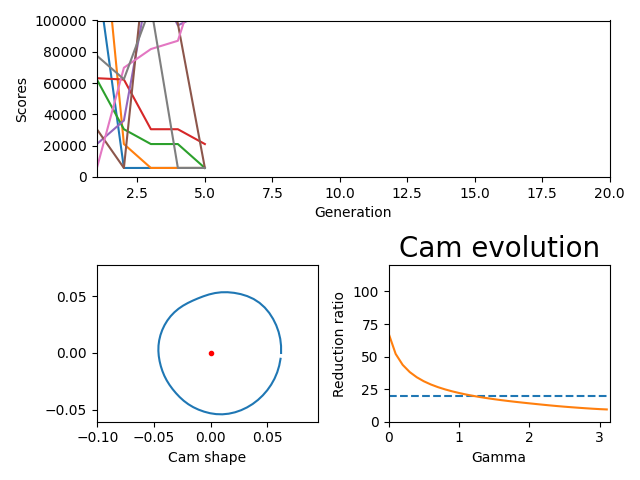 100000
80000
60000
40000
20000
0
Scores
2.5 5.0 7.5 10.0 12.5 15.0 17.5 20.0
Generation
Cam evolution
0.05
0.00
−0.05
−0.10 −0.05 0.00 0.05
Cam shape
Reduction ratio
100
75
50
25
0
0 1 2 3
Gamma